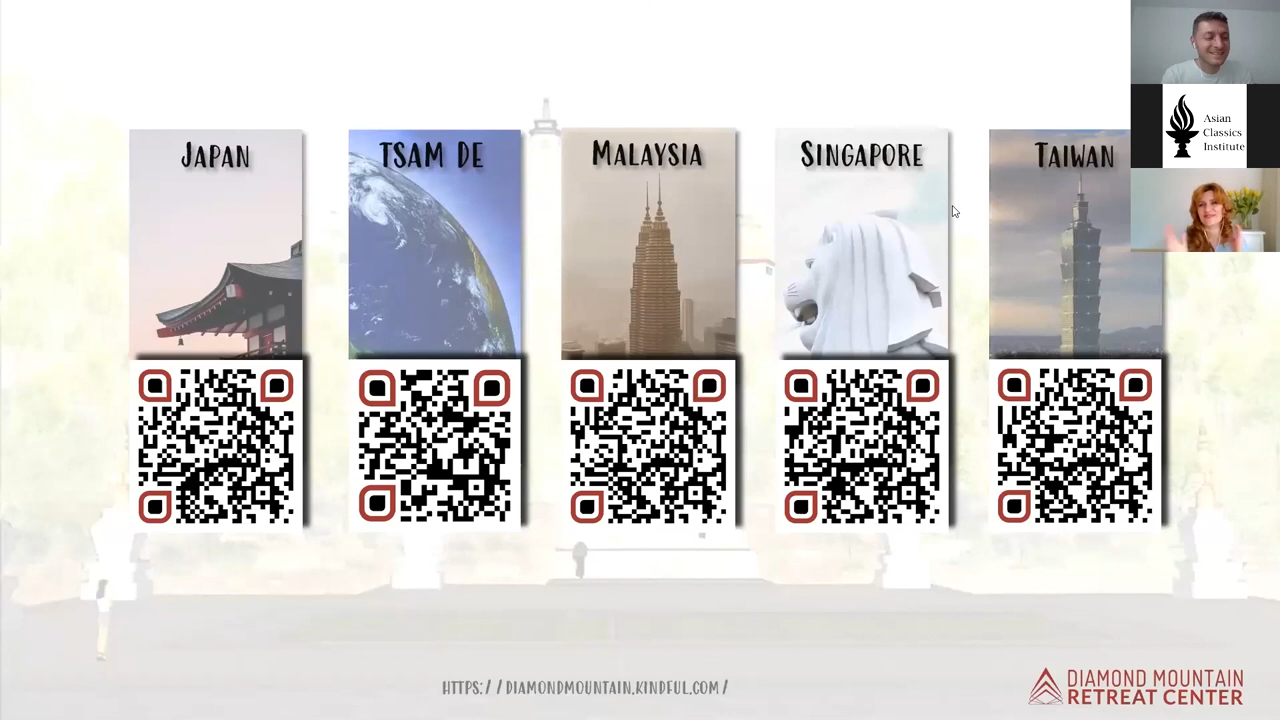 Japan
TSAM DE
Malaysia
Singapore
Taiwan
Asian
Classics
Institute
HTTPS://DIAMONDMOUNTAIN.KINDFUL.COM/
DIAMOND MOUNTAIN
RETREAT CENTER